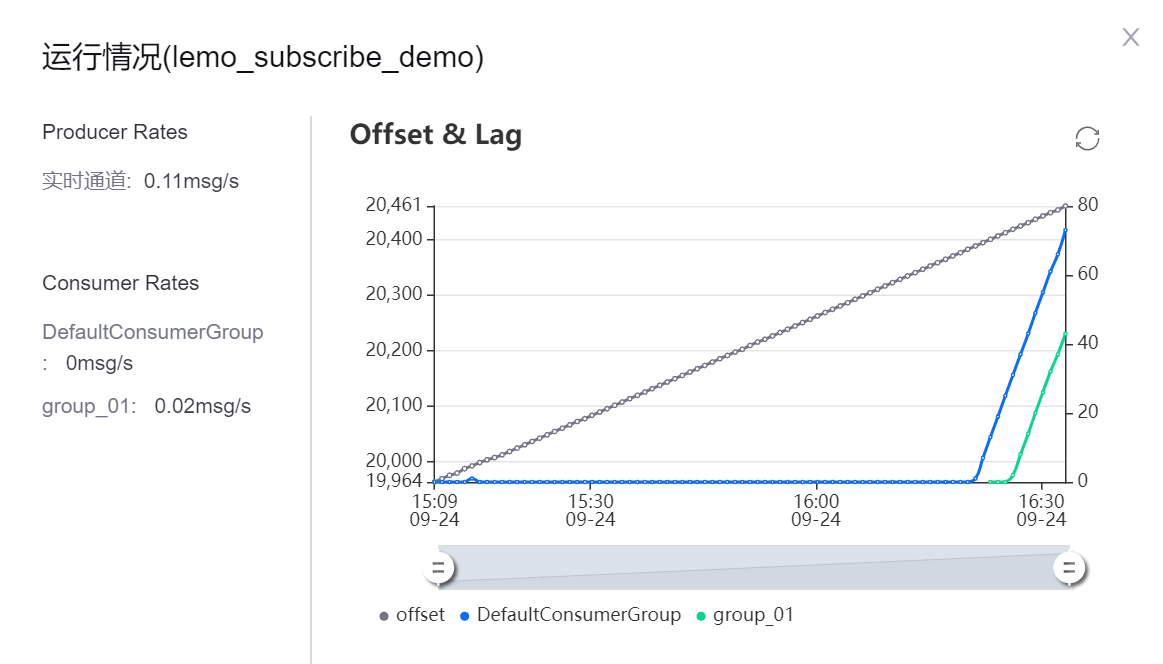 运行情况(lemo_subscribe_demo)
X
Producer Rates
实时通道: 0.11msg/s
Consumer Rates
DefaultConsumerGroup
: 0msg/s
group_01: 0.02msg/s
Offset & Lag
20,461
20,400
20,300
20,200
20,100
20,000
19,964
80
60
40
20
0
15:09 15:30 16:00 16:30
09-24 09-24 09-24 09-24
offset DefaultConsumerGroup group_01